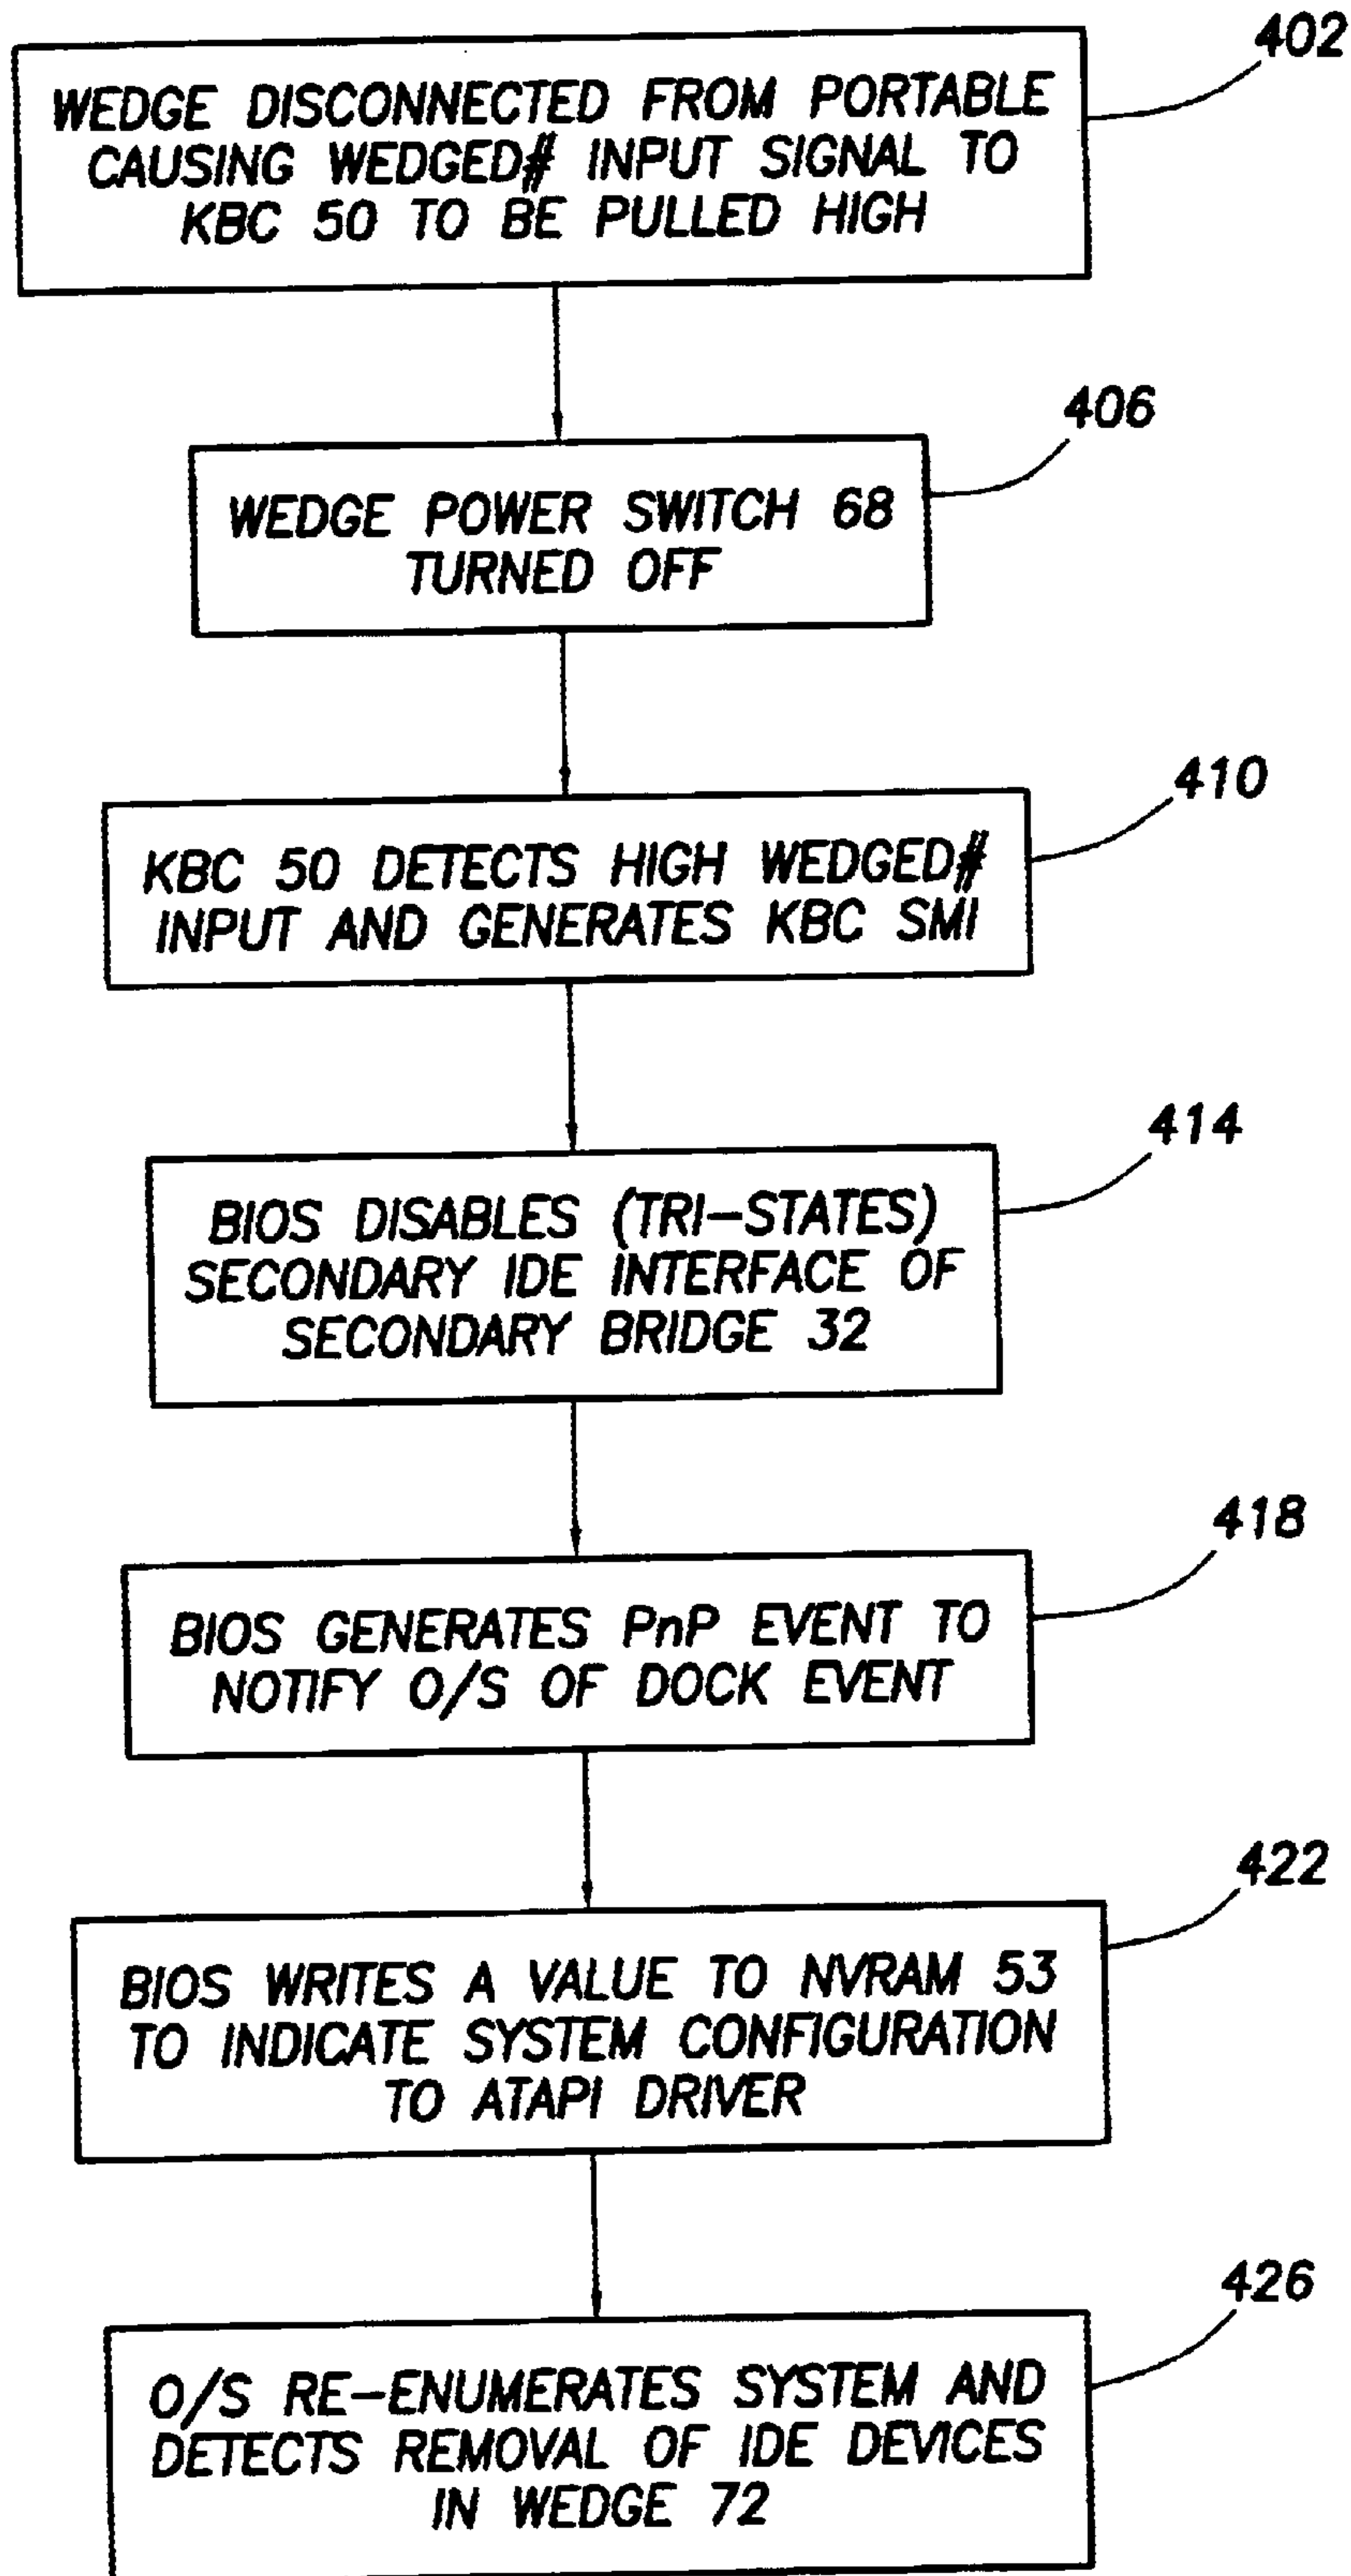 402
WEDGE DISCONNECTED FROM PORTABLE
CAUSING WEDGED# INPUT SIGNAL TO
KBC 50 TO BE PULLED HIGH
406
WEDGE POWER SWITCH 68
TURNED OFF
410
KBC 50 DETECTS HIGH WEDGED#
INPUT AND GENERATES KBC SMI
414
BIOS DISABLES (TRI-STATES)
SECONDARY IDE INTERFACE OF
SECONDARY BRIDGE 32
418
BIOS GENERATES PnP EVENT TO
NOTIFY O/S OF DOCK EVENT
422
BIOS WRITES A VALUE TO NVRAM 53
TO INDICATE SYSTEM CONFIGURATION
TO ATAPI DRIVER
426
O/S RE-ENUMERATES SYSTEM AND
DETECTS REMOVAL OF IDE DEVICES
IN WEDGE 72